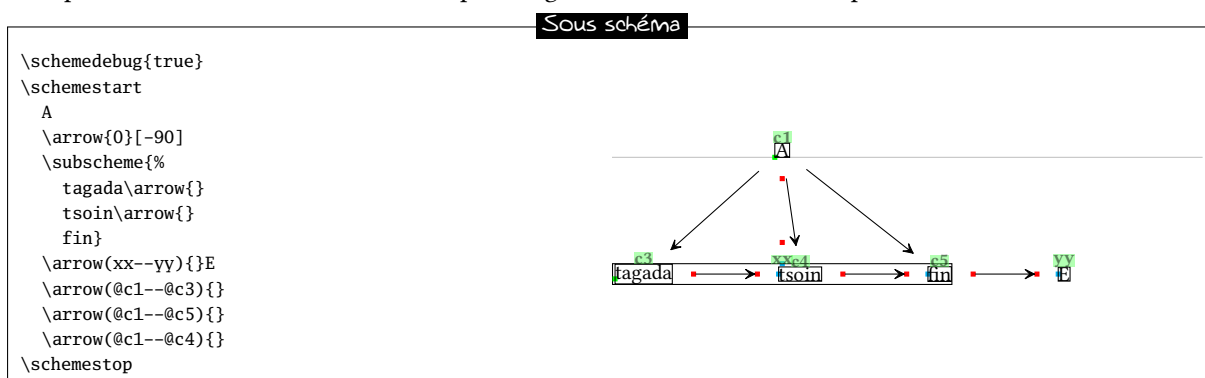 Sous schéma
\schemedebug{true}
\schemestart
A
\arrow{0}[-90]
\subscheme{%
tagada\arrow{}
tsoin\arrow{}
fin}
\arrow(xx--yy){}E
\arrow(@c1--@c3){}
\arrow(@c1--@c5){}
\arrow(@c1--@c4){}
\schemestop
c1
A
c3 xx c4 c5 yy
tagada tsoin fin E